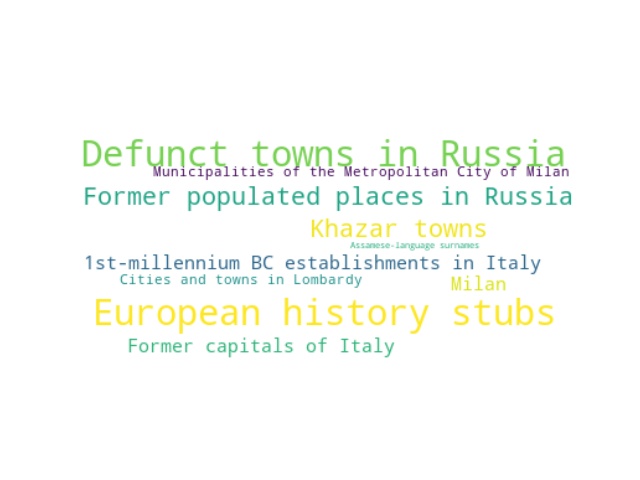 Defunct towns in Russia
Municipalities of the Metropolitan City of Milan
Former populated places in Russia
Khazar towns
Assamese-language surnames
1st-millennium BC establishments in Italy
Cities and towns in Lombardy
Milan
European history stubs
Former capitals of Italy